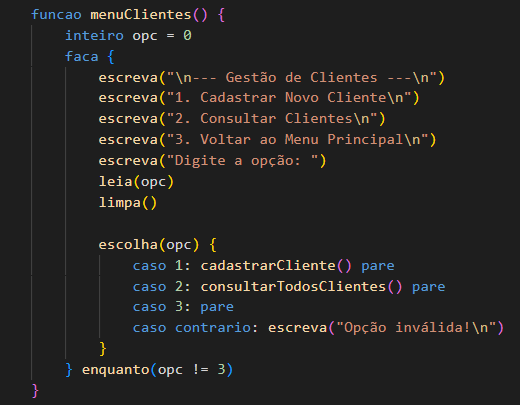 funcao menuClientes() {
    inteiro opc = 0
    faca {
        escreva("\n--- Gestão de Clientes ---\n")
        escreva("1. Cadastrar Novo Cliente\n")
        escreva("2. Consultar Clientes\n")
        escreva("3. Voltar ao Menu Principal\n")
        escreva("Digite a opção: ")
        leia(opc)
        limpa()

        escolha(opc) {
            caso 1: cadastrarCliente() pare
            caso 2: consultarTodosClientes() pare
            caso 3: pare
            caso contrario: escreva("Opção inválida!\n")
        }
    } enquanto(opc != 3)
}